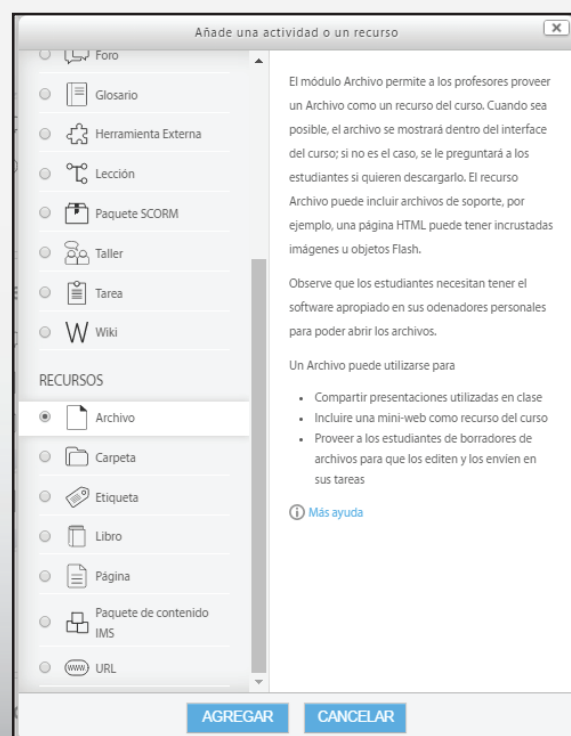 Añade una actividad o un recurso
Foro
Glosario
Herramienta Externa
Lección
Paquete SCORM
Taller
Tarea
Wiki
RECURSOS
Archivo
Carpeta
Etiqueta
Libro
Página
Paquete de contenido
IMS
www URL
El módulo Archivo permite a los profesores proveer
un Archivo como un recurso del curso. Cuando sea
posible, el archivo se mostrará dentro del interface
del curso; si no es el caso, se le preguntará a los
estudiantes si quieren descargarlo. El recurso
Archivo puede incluir archivos de soporte, por
ejemplo, una página HTML puede tener incrustadas
imágenes u objetos Flash.
Observe que los estudiantes necesitan tener el
software apropiado en sus odenadores personales
para poder abrir los archivos.
Un Archivo puede utilizarse para
• Compartir presentaciones utilizadas en clase
• Incluire una mini-web como recurso del curso
• Proveer a los estudiantes de borradores de
archivos para que los editen y los envíen en
sus tareas
Más ayuda
AGREGAR
CANCELAR